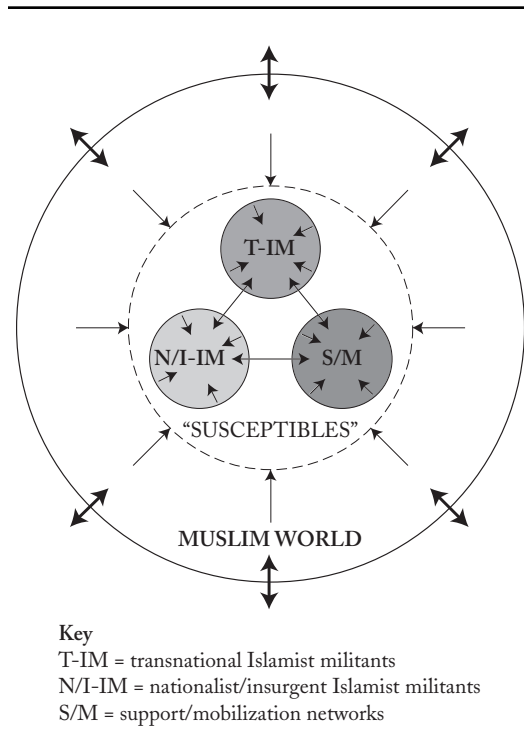 T-IM
N/I-IM
S/M
“SUSCEPTIBLES”
MUSLIM WORLD
Key
T-IM = transnational Islamist militants
N/I-IM = nationalist/insurgent Islamist militants
S/M = support/mobilization networks